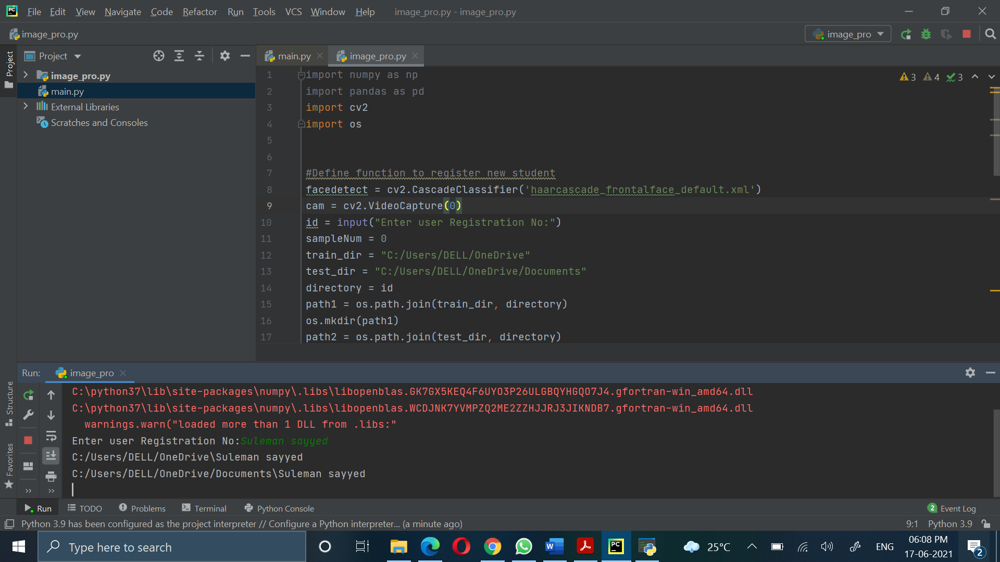 File Edit View Navigate Code Refactor Run Tools VCS Window Help image_pro.py - image_pro.py
image_pro.py
image_pro
Project
Project
image_pro.py
main.py
External Libraries
Scratches and Consoles
main.py
image_pro.py
3 4 3
1 import numpy as np
2 import pandas as pd
3 import cv2
4 import os
5
6
7 #Define function to register new student
8 facedetect = cv2.CascadeClassifier('haarcascade_frontalface_default.xml')
9 cam = cv2.VideoCapture(0)
10 id = input("Enter user Registration No:")
11 sampleNum = 0
12 train_dir = "C:/Users/DELL/OneDrive"
13 test_dir = "C:/Users/DELL/OneDrive/Documents"
14 directory = id
15 path1 = os.path.join(train_dir, directory)
16 os.mkdir(path1)
17 path2 = os.path.join(test_dir, directory)
Run: image_pro
Structure
Favorites
C:\python37\lib\site-packages\numpy\.libs\libopenblas.GK7GX5KEQ4F6UYO3P26ULGBQYHGQO7J4.gfortran-win_amd64.dll
C:\python37\lib\site-packages\numpy\.libs\libopenblas.WCDJNK7YVMPZQ2ME2ZZHJJRJ3JIKNDB7.gfortran-win_amd64.dll
warnings.warn("loaded more than 1 DLL from .libs:"
Enter user Registration No:Suleman sayyed
C:/Users/DELL/OneDrive\Suleman sayyed
C:/Users/DELL/OneDrive/Documents\Suleman sayyed
Run TODO Problems Terminal Python Console 2 Event Log
Python 3.9 has been configured as the project interpreter // Configure a Python interpreter... (a minute ago) 9:1 Python 3.9
Type here to search
25°C
ENG
06:08 PM
17-06-2021
2